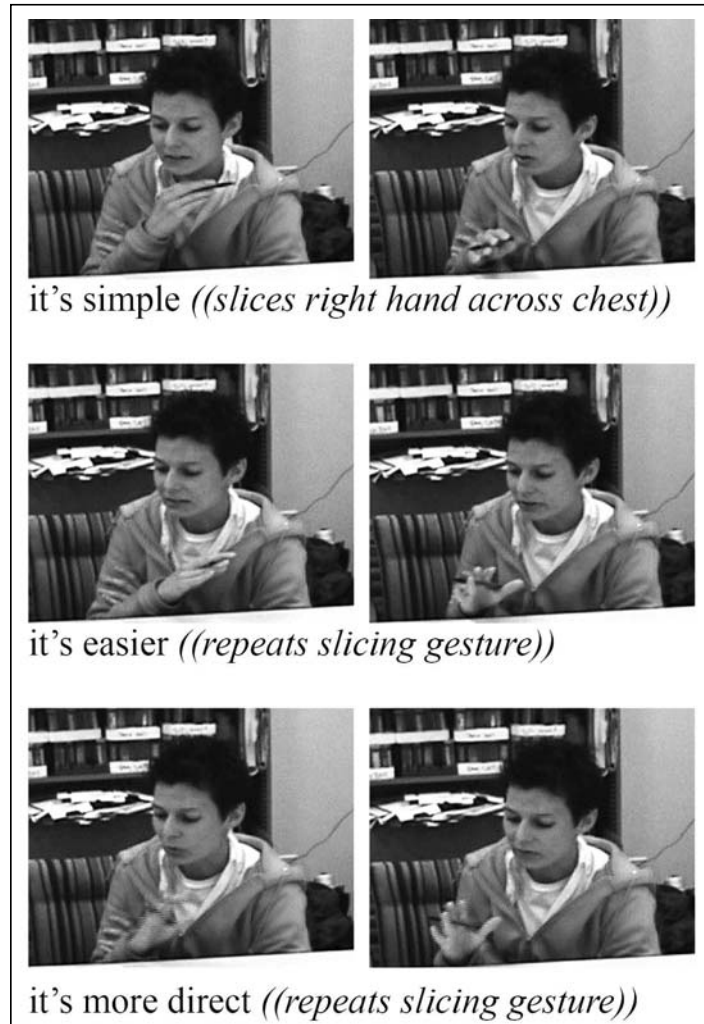 it's simple ((slices right hand across chest))
it's easier ((repeats slicing gesture))
it's more direct ((repeats slicing gesture))